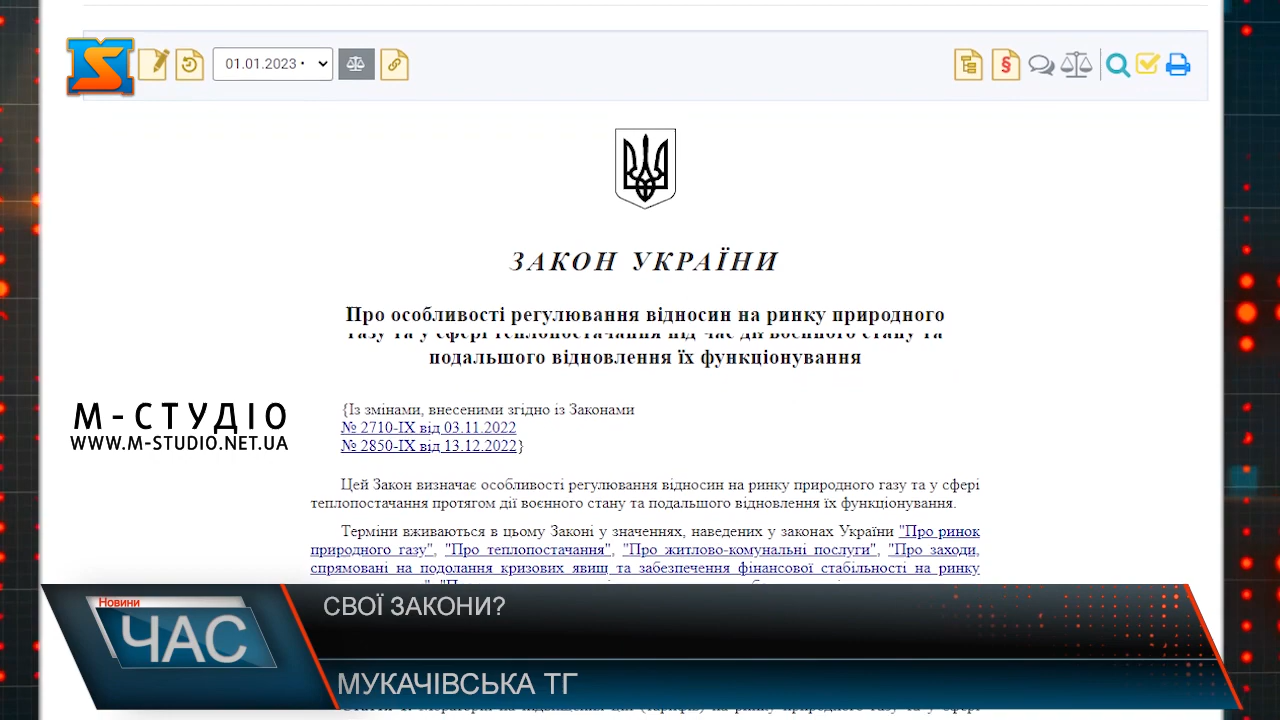 01.01.2023 •
§
ЗАКОН УКРАЇНИ
Про особливості регулювання відносин на ринку природного
газу та у сфері теплопостачання під час дії воєнного стану та
подальшого відновлення їх функціонування
М-СТУДІО
WWW.M-STUDIO.NET.UA
{Із змінами, внесеними згідно із Законами
№ 2710-IX від 03.11.2022
№ 2850-IX від 13.12.2022}
Цей Закон визначає особливості регулювання відносин на ринку природного газу та у сфері
теплопостачання протягом дії воєнного стану та подальшого відновлення їх функціонування.
Терміни вживаються в цьому Законі у значеннях, наведених у законах України "Про ринок
природного газу", "Про теплопостачання", "Про житлово-комунальні послуги", "Про заходи,
спрямовані на подолання кризових явищ та забезпечення фінансової стабільності на ринку
Новини
ЧАС
СВОЇ ЗАКОНИ?
МУКАЧІВСЬКА ТГ